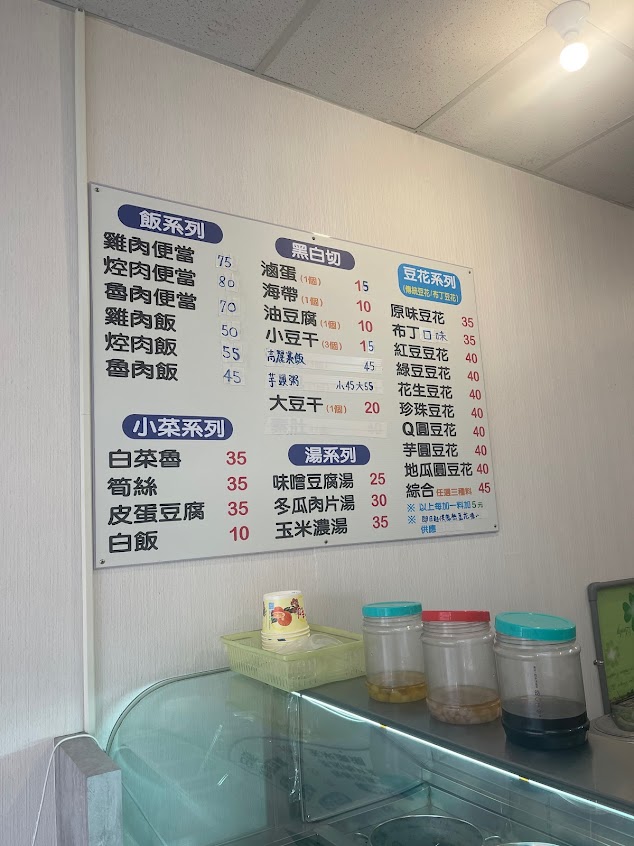 飯系列
雞肉便當 75
焢肉便當 80
魯肉便當 70
雞肉飯 50
焢肉飯 55
魯肉飯 45
小菜系列
白菜魯 35
筍絲 35
皮蛋豆腐 35
白飯 10
黑白切
滷蛋(1個) 15
海帶(1個) 10
油豆腐(1個) 10
小豆干(3個) 15
高麗菜飯 45
芋頭粥 小45大55
大豆干(1個) 20
湯系列
味噌豆腐湯 25
冬瓜肉片湯 30
玉米濃湯 35
豆花系列
(傳統豆花/布丁豆花)
原味豆花 35
布丁口味 35
紅豆豆花 40
綠豆豆花 40
花生豆花 40
珍珠豆花 40
Q圓豆花 40
芋圓豆花 40
地瓜圓豆花 40
綜合 任選三種料 45
※ 以上每加一料加5元
※
供應